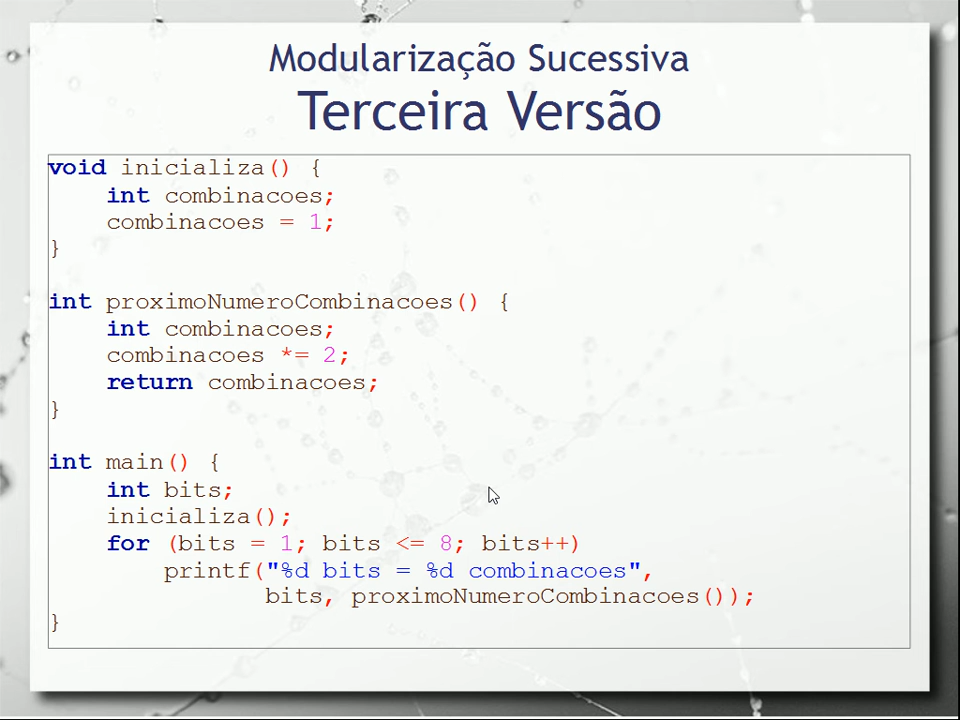 Modularização Sucessiva
Terceira Versão
void inicializa() {
    int combinacoes;
    combinacoes = 1;
}
int proximoNumeroCombinacoes() {
    int combinacoes;
    combinacoes *= 2;
    return combinacoes;
}
int main() {
    int bits;
    inicializa();
    for (bits = 1; bits <= 8; bits++)
        printf("%d bits = %d combinacoes",
               bits, proximoNumeroCombinacoes());
}